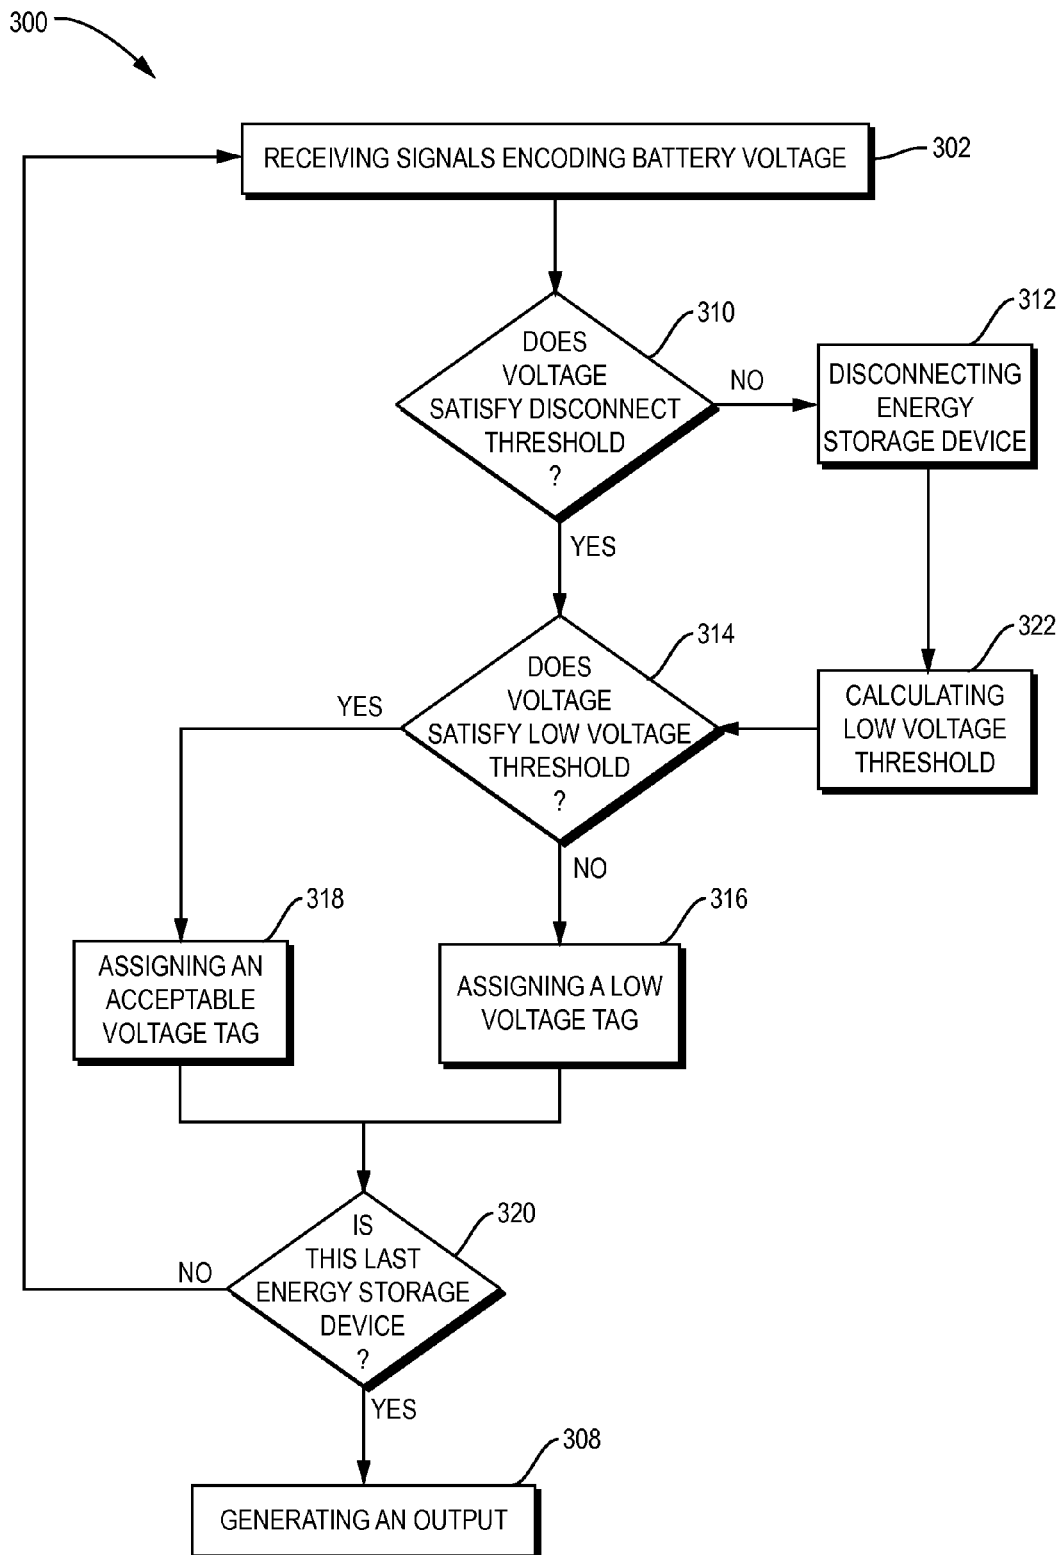 300
RECEIVING SIGNALS ENCODING BATTERY VOLTAGE
302
DOES
VOLTAGE
SATISFY DISCONNECT
THRESHOLD
?
310
NO
312
DISCONNECTING
ENERGY
STORAGE DEVICE
YES
DOES
VOLTAGE
SATISFY LOW VOLTAGE
THRESHOLD
?
314
YES
322
CALCULATING
LOW VOLTAGE
THRESHOLD
NO
318
ASSIGNING AN
ACCEPTABLE
VOLTAGE TAG
316
ASSIGNING A LOW
VOLTAGE TAG
IS
THIS LAST
ENERGY STORAGE
DEVICE
?
320
NO
YES
308
GENERATING AN OUTPUT